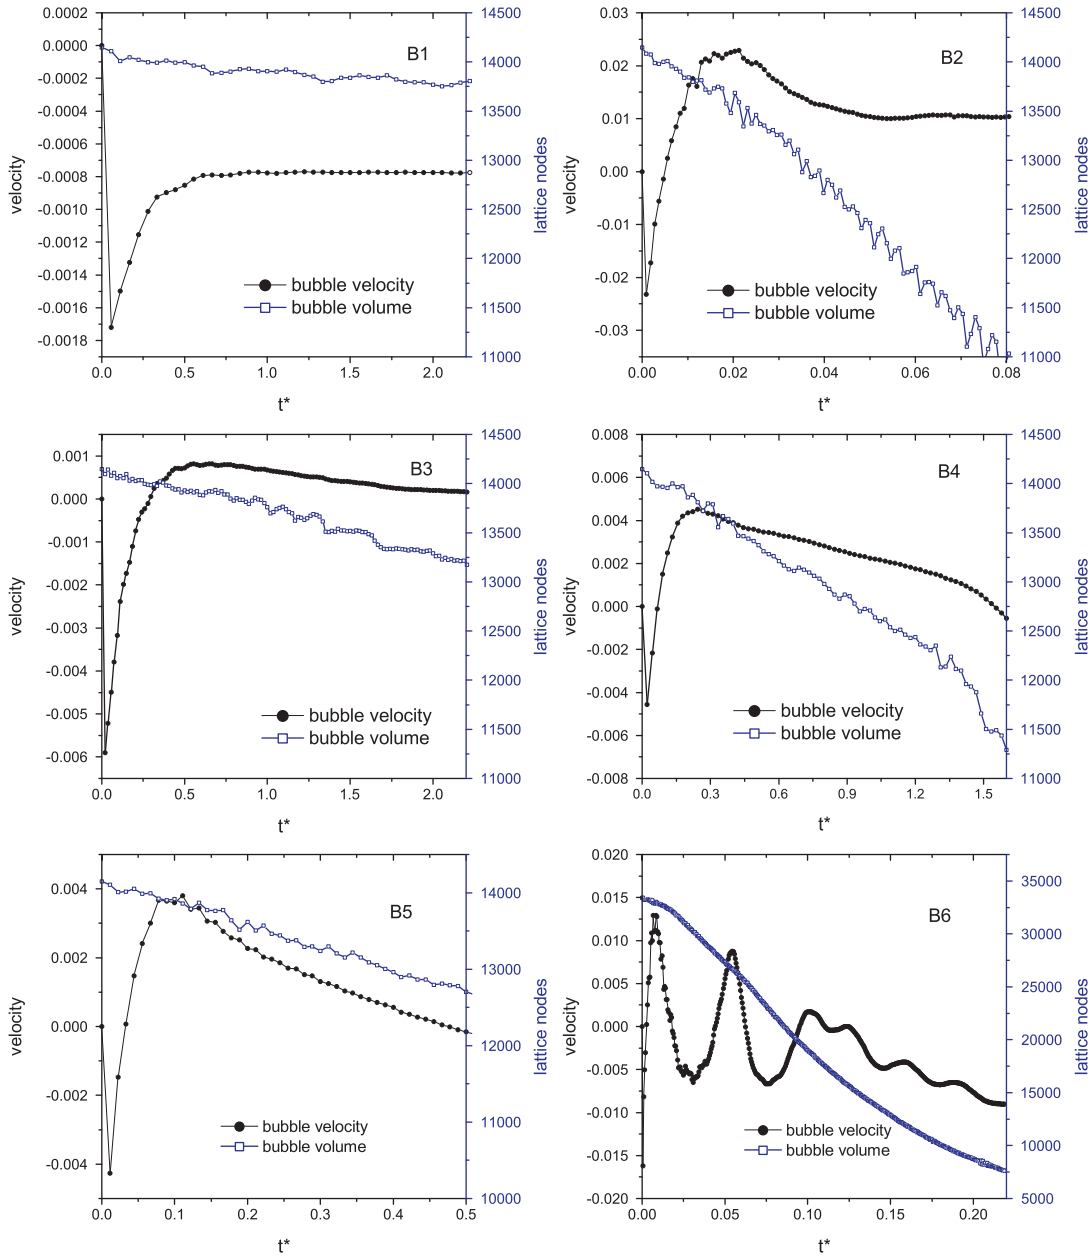 B1
0.0002
0.0000
-0.0002
-0.0004
-0.0006
-0.0008
-0.0010
-0.0012
-0.0014
-0.0016
-0.0018
velocity
14500
14000
13500
13000
12500
12000
11500
11000
lattice nodes
bubble velocity
bubble volume
0.0 0.5 1.0 1.5 2.0
t*
B2
0.03
0.02
0.01
0.00
-0.01
-0.02
-0.03
velocity
14500
14000
13500
13000
12500
12000
11500
11000
lattice nodes
bubble velocity
bubble volume
0.00 0.02 0.04 0.06 0.08
t*
B3
0.001
0.000
-0.001
-0.002
-0.003
-0.004
-0.005
-0.006
velocity
14500
14000
13500
13000
12500
12000
11500
11000
lattice nodes
bubble velocity
bubble volume
0.0 0.5 1.0 1.5 2.0
t*
B4
0.008
0.006
0.004
0.002
0.000
-0.002
-0.004
-0.006
-0.008
velocity
14500
14000
13500
13000
12500
12000
11500
11000
lattice nodes
bubble velocity
bubble volume
0.0 0.3 0.6 0.9 1.2 1.5
t*
B5
0.004
0.002
0.000
-0.002
-0.004
velocity
14000
13000
12000
11000
10000
lattice nodes
bubble velocity
bubble volume
0.0 0.1 0.2 0.3 0.4 0.5
t*
B6
0.020
0.015
0.010
0.005
0.000
-0.005
-0.010
-0.015
-0.020
velocity
35000
30000
25000
20000
15000
10000
5000
lattice nodes
bubble velocity
bubble volume
0.00 0.05 0.10 0.15 0.20
t*